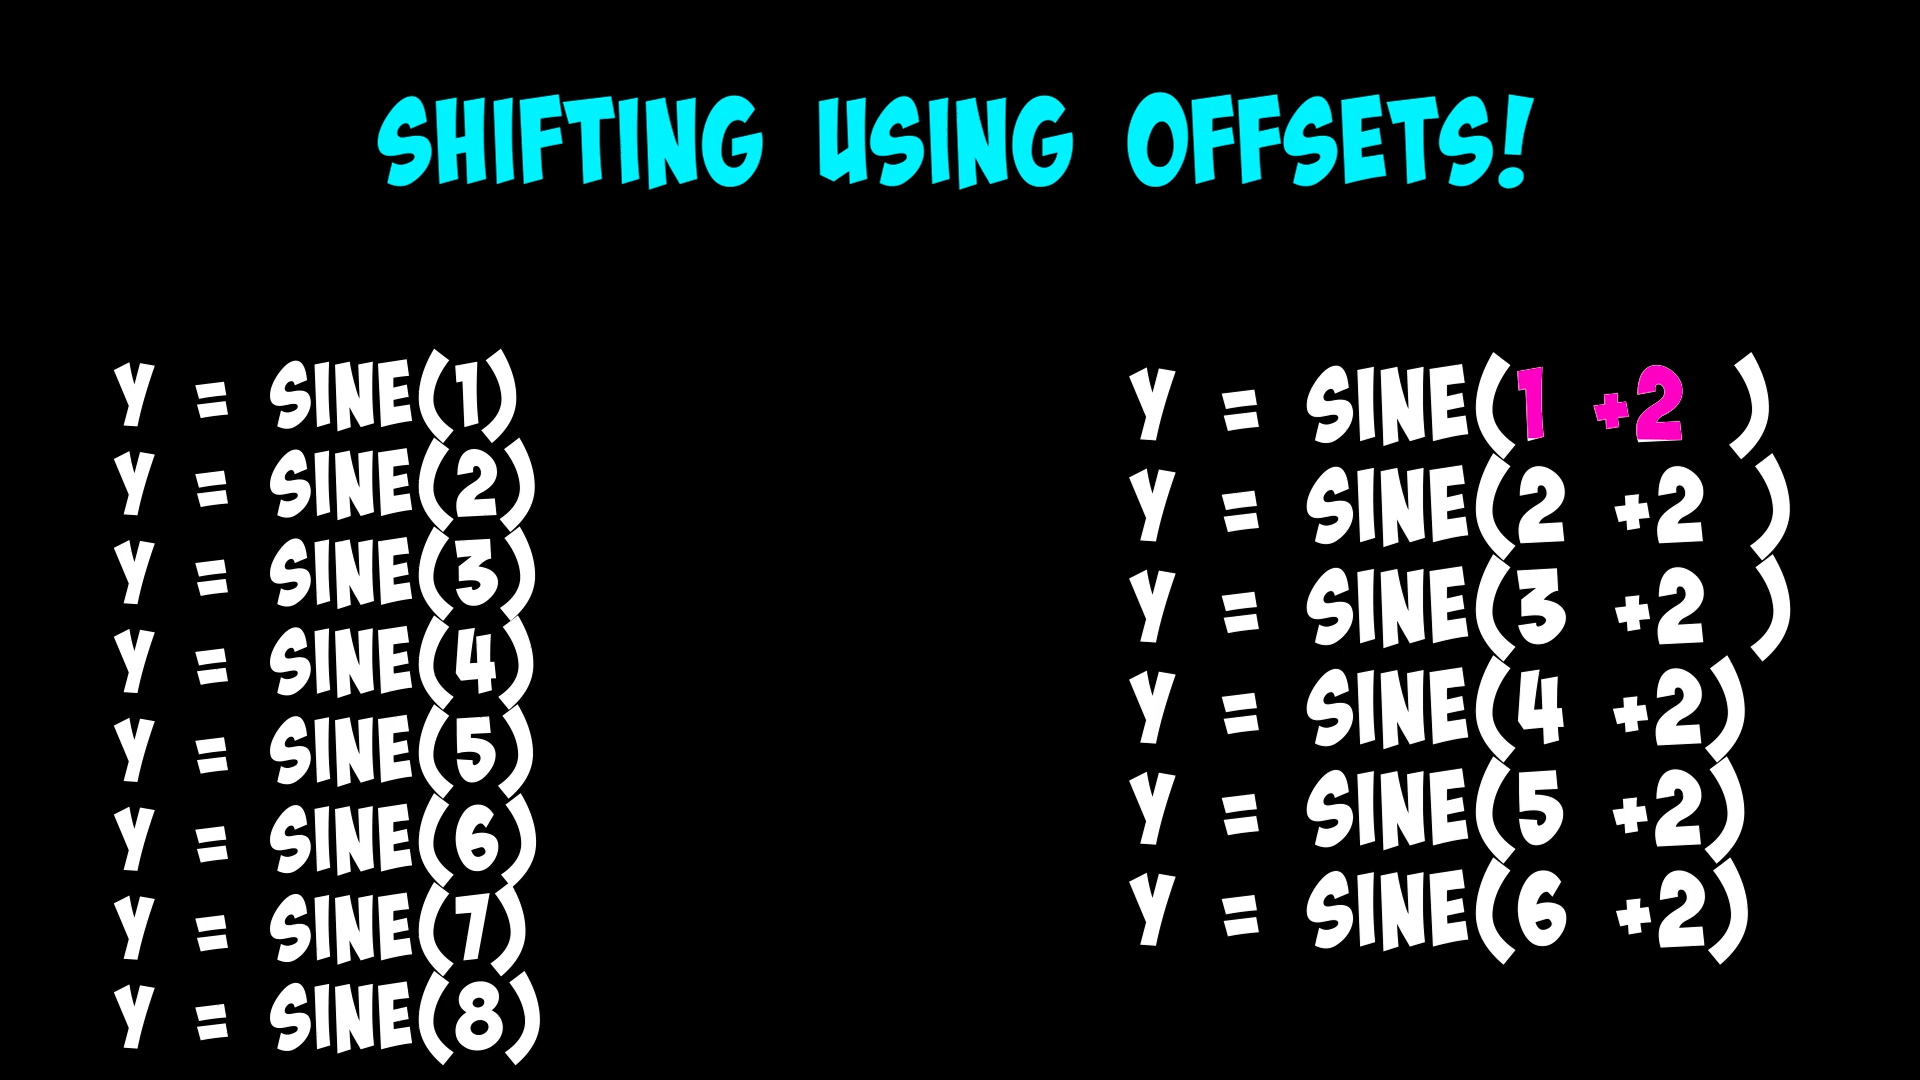 SHIFTING USING OFFSETS!
Y = SINE(1)
Y = SINE(2)
Y = SINE(3)
Y = SINE(4)
Y = SINE(5)
Y = SINE(6)
Y = SINE(7)
Y = SINE(8)
Y = SINE(1 +2 )
Y = SINE(2 +2 )
Y = SINE(3 +2 )
Y = SINE(4 +2)
Y = SINE(5 +2)
Y = SINE(6 +2)